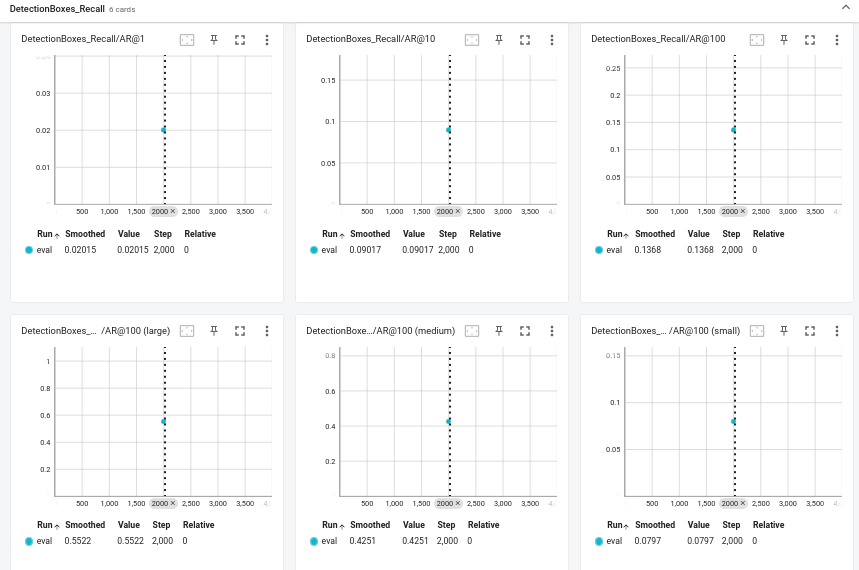 DetectionBoxes_Recall 6 cards
DetectionBoxes_Recall/AR@1
0.03
0.02
0.01
500 1,000 1,500 2000 × 2,500 3,000 3,500
Run ↑ Smoothed Value Step Relative
eval 0.02015 0.02015 2,000 0
DetectionBoxes_Recall/AR@10
0.15
0.1
0.05
500 1,000 1,500 2000 × 2,500 3,000 3,500
Run ↑ Smoothed Value Step Relative
eval 0.09017 0.09017 2,000 0
DetectionBoxes_Recall/AR@100
0.25
0.2
0.15
0.1
0.05
500 1,000 1,500 2000 × 2,500 3,000 3,500
Run ↑ Smoothed Value Step Relative
eval 0.1368 0.1368 2,000 0
DetectionBoxes_... /AR@100 (large)
1
0.8
0.6
0.4
0.2
500 1,000 1,500 2000 × 2,500 3,000 3,500
Run ↑ Smoothed Value Step Relative
eval 0.5522 0.5522 2,000 0
DetectionBoxe.../AR@100 (medium)
0.8
0.6
0.4
0.2
500 1,000 1,500 2000 × 2,500 3,000 3,500
Run ↑ Smoothed Value Step Relative
eval 0.4251 0.4251 2,000 0
DetectionBoxes_... /AR@100 (small)
0.15
0.1
0.05
500 1,000 1,500 2000 × 2,500 3,000 3,500
Run ↑ Smoothed Value Step Relative
eval 0.0797 0.0797 2,000 0